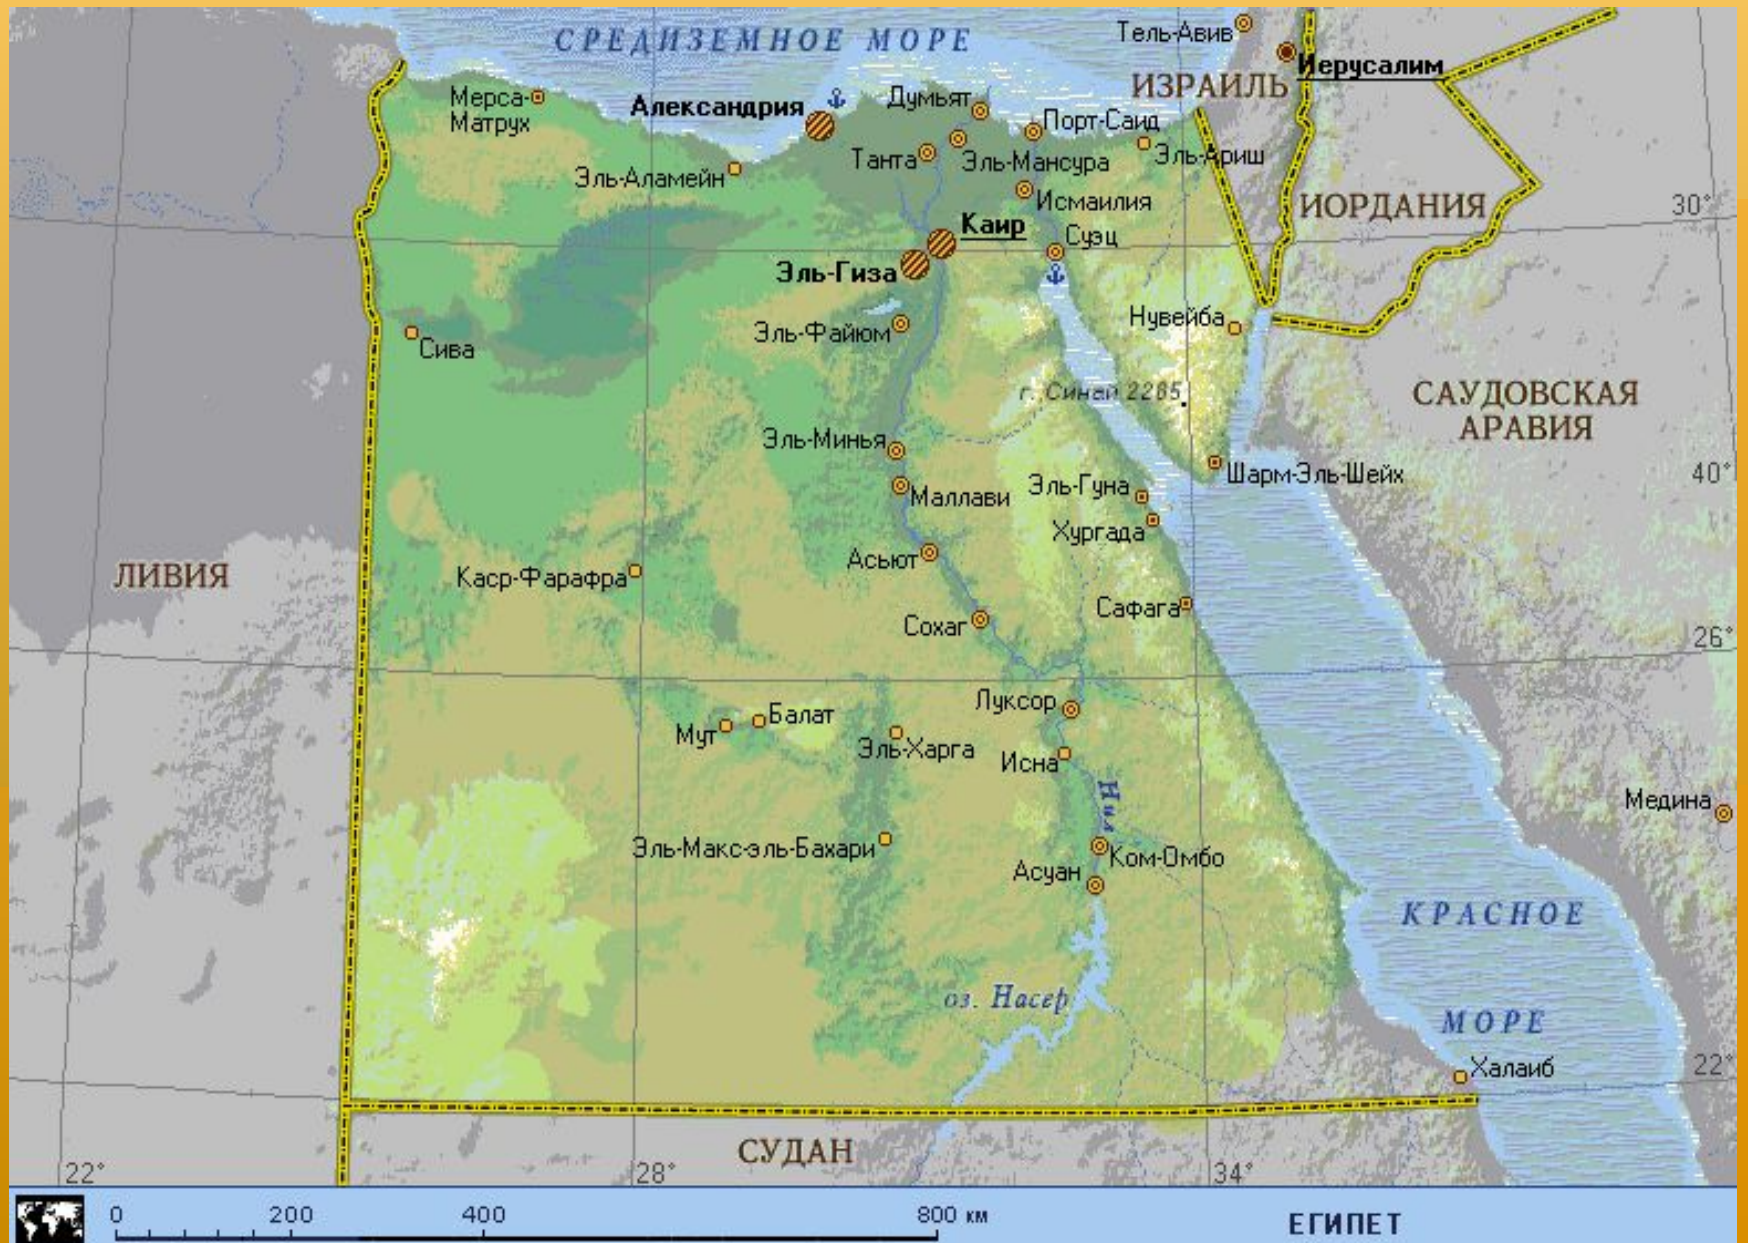 СРЕДИЗЕМНОЕ МОРЕ
Тель-Авив
Иерусалим
ИЗРАИЛЬ
Мерса-
Матрух
Александрия
Думьят
Порт-Саид
Танта
Эль-Мансура
Эль-Ариш
Эль-Аламейн
Исмаилия
ИОРДАНИЯ
30°
Каир
Суэц
Эль-Гиза
Нувейба
Эль-Файюм
Сива
г. Синай 2285
САУДОВСКАЯ
АРАВИЯ
Эль-Минья
40°
Шарм-Эль-Шейх
Маллави
Эль-Гуна
Хургада
Асьют
ЛИВИЯ
Каср-Фарафра
Сафага
Сохаг
26°
Луксор
Балат
Мут
Эль-Харга
Исна
Нил
Медина
Эль-Макс-эль-Бахари
Ком-Омбо
Асуан
КРАСНОЕ
МОРЕ
оз. Насер
Халаиб
22°
СУДАН
22°
28°
34°
0 200 400 800 км
ЕГИПЕТ